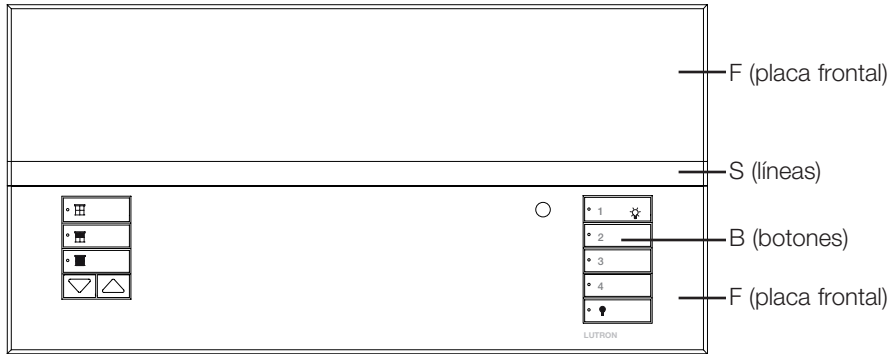 F (placa frontal)
S (líneas)
1
2
B (botones)
3
4
F (placa frontal)
LUTRON